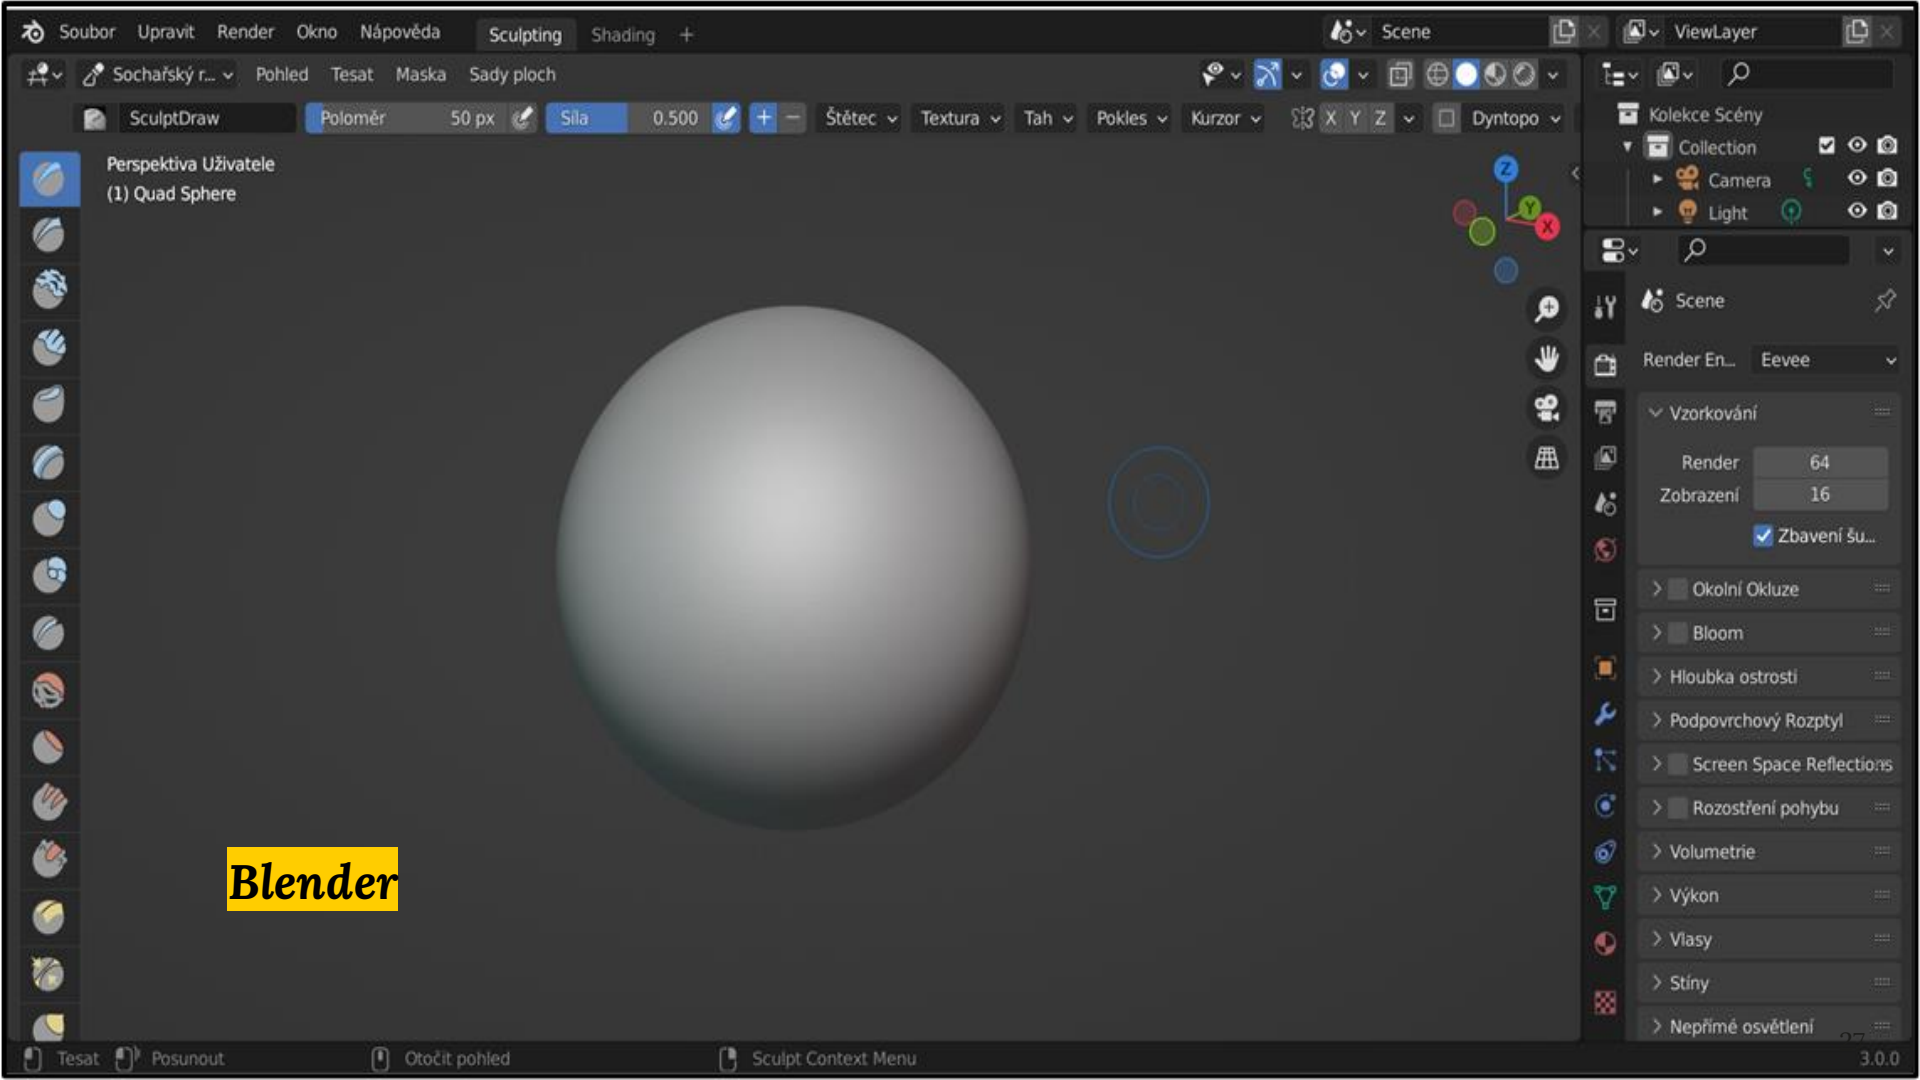 Soubor Upravit Render Okno Nápověda Sculpting Shading + Scene ViewLayer
Sochařský r... Pohled Tesat Maska Sady ploch
SculptDraw Poloměr 50 px Síla 0.500 + − Štětec Textura Tah Pokles Kurzor X Y Z Dyntopo
Perspektiva Uživatele
(1) Quad Sphere
Z
Y
X
Kolekce Scény
Collection
Camera
Light
Scene
Render En... Eevee
Vzorkování
Render 64
Zobrazení 16
Zbavení šu...
Okolní Okluze
Bloom
Hloubka ostrosti
Podpovrchový Rozptyl
Screen Space Reflections
Rozostření pohybu
Volumetrie
Výkon
Vlasy
Stíny
Nepřímé osvětlení
Blender
27
Tesat Posunout Otočit pohled Sculpt Context Menu 3.0.0